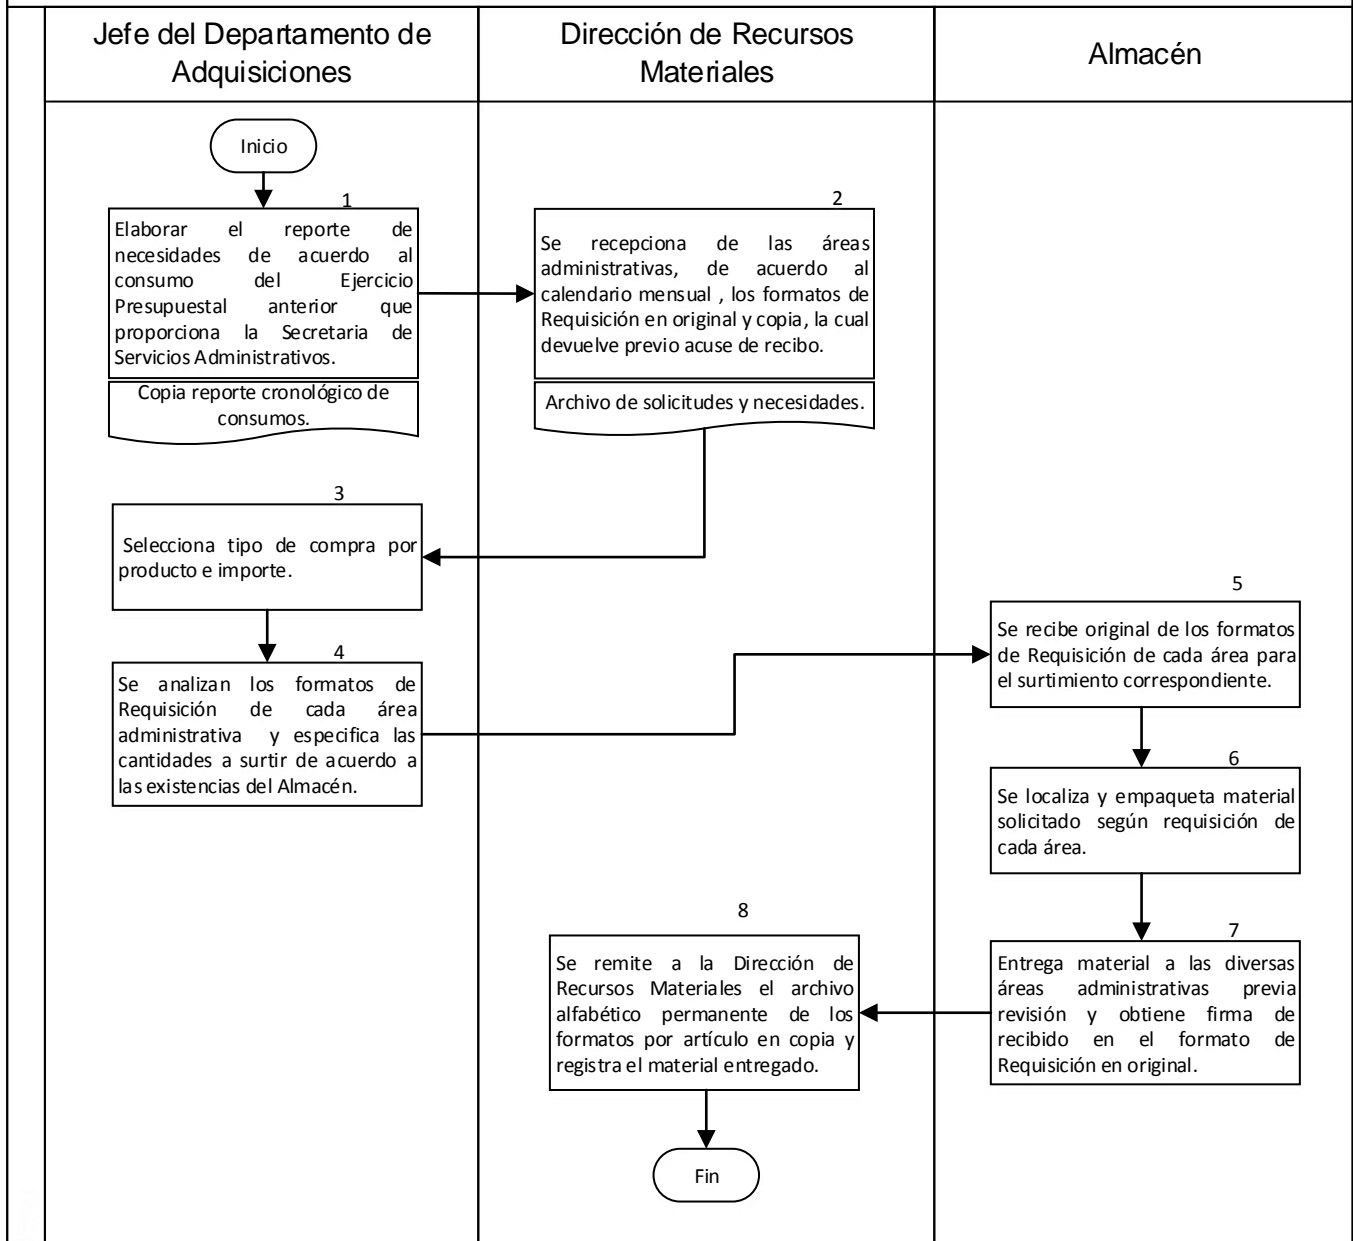 Jefe del Departamento de
Adquisiciones
Dirección de Recursos
Materiales
Almacén
Inicio
1
Elaborar el reporte de
necesidades de acuerdo al
consumo del Ejercicio
Presupuestal anterior que
proporciona la Secretaria de
Servicios Administrativos.
Copia reporte cronológico de
consumos.
2
Se recepciona de las áreas
administrativas, de acuerdo al
calendario mensual , los formatos de
Requisición en original y copia, la cual
devuelve previo acuse de recibo.
Archivo de solicitudes y necesidades.
3
Selecciona tipo de compra por
producto e importe.
4
Se analizan los formatos de
Requisición de cada área
administrativa y especifica las
cantidades a surtir de acuerdo a
las existencias del Almacén.
5
Se recibe original de los formatos
de Requisición de cada área para
el surtimiento correspondiente.
6
Se localiza y empaqueta material
solicitado según requisición de
cada área.
7
Entrega material a las diversas
áreas administrativas previa
revisión y obtiene firma de
recibido en el formato de
Requisición en original.
8
Se remite a la Dirección de
Recursos Materiales el archivo
alfabético permanente de los
formatos por artículo en copia y
registra el material entregado.
Fin